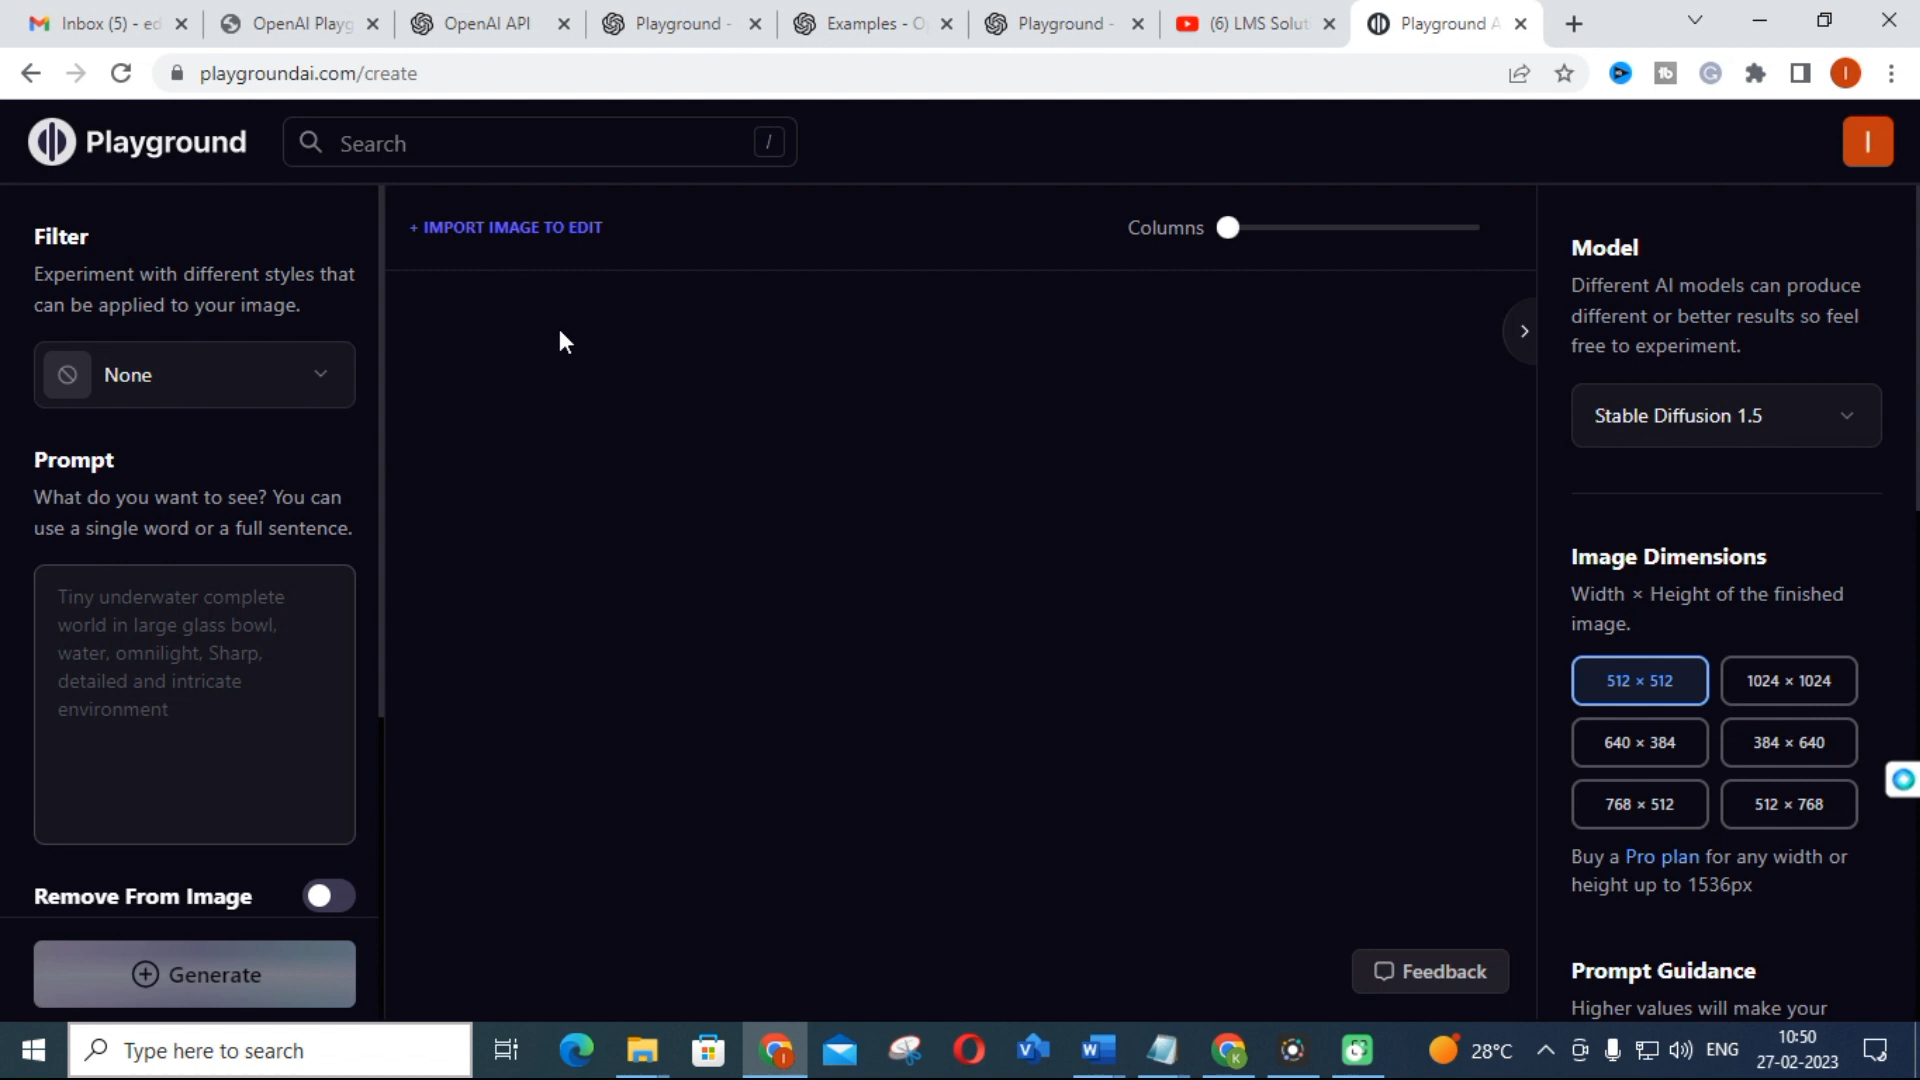 Inbox (5) - ed
OpenAI Playg
OpenAI API
Playground -
Examples - O
Playground -
(6) LMS Solut
Playground A
playgroundai.com/create
I
Playground
Search
/
I
Filter
Experiment with different styles that
can be applied to your image.
None
Prompt
What do you want to see? You can
use a single word or a full sentence.
Tiny underwater complete
world in large glass bowl,
water, omnilight, Sharp,
detailed and intricate
environment
Remove From Image
Generate
+ IMPORT IMAGE TO EDIT
Columns
Feedback
Model
Different AI models can produce
different or better results so feel
free to experiment.
Stable Diffusion 1.5
Image Dimensions
Width × Height of the finished
image.
512 × 512
1024 × 1024
640 × 384
384 × 640
768 × 512
512 × 768
Buy a Pro plan for any width or
height up to 1536px
Prompt Guidance
Higher values will make your
Type here to search
28°C
ENG
10:50
27-02-2023